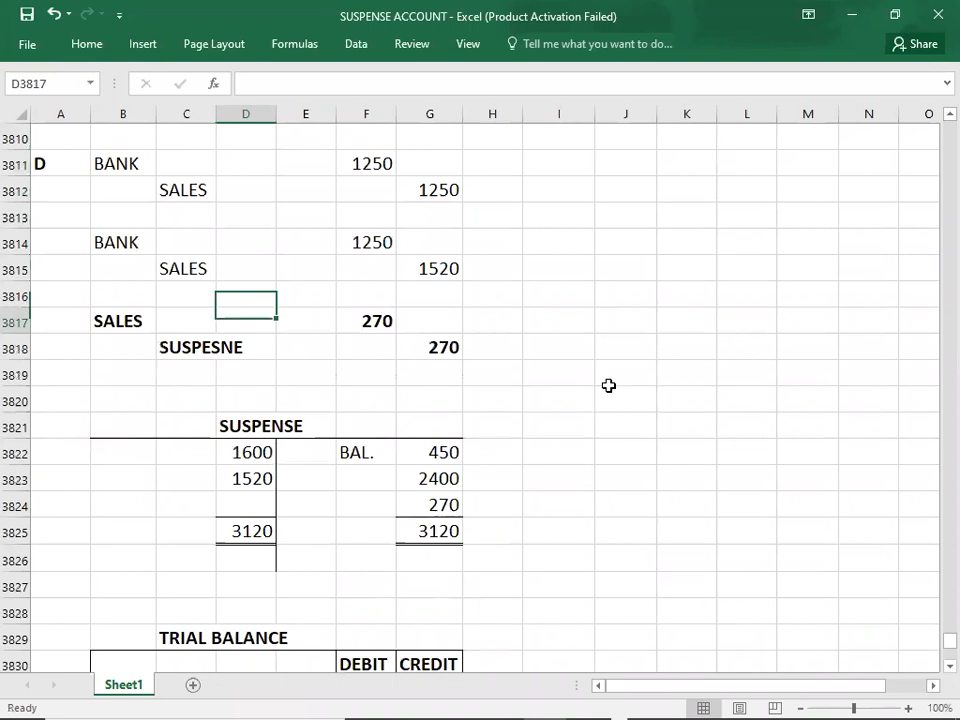 SUSPENSE ACCOUNT - Excel (Product Activation Failed)
File Home Insert Page Layout Formulas Data Review View Tell me what you want to do... Share
D3817 fx
A B C D E F G H I J K L M N O
3810
3811 D BANK 1250
3812 SALES 1250
3813
3814 BANK 1250
3815 SALES 1520
3816
3817 SALES 270
3818 SUSPESNE 270
3819
3820
3821 SUSPENSE
3822 1600 BAL. 450
3823 1520 2400
3824 270
3825 3120 3120
3826
3827
3828
3829 TRIAL BALANCE
3830 DEBIT CREDIT
Sheet1
Ready 100%